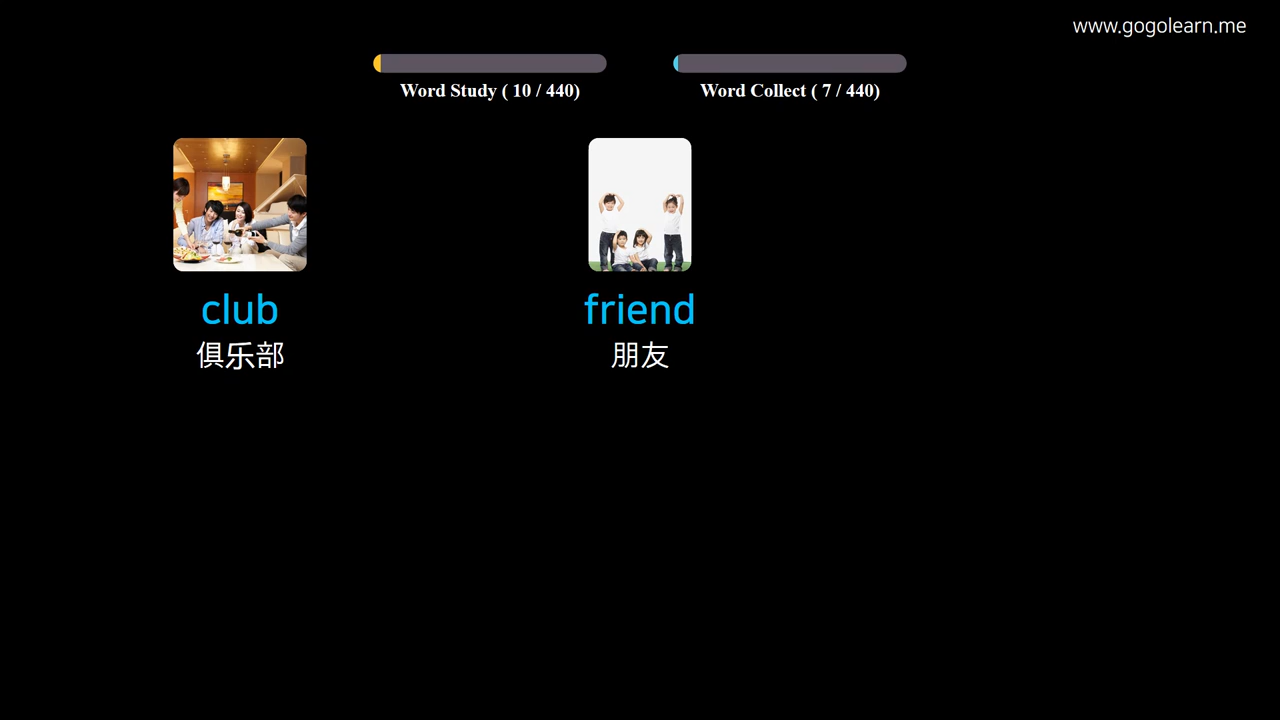 www.gogolearn.me
Word Study ( 10 / 440)
Word Collect ( 7 / 440)
club
俱乐部
friend
朋友